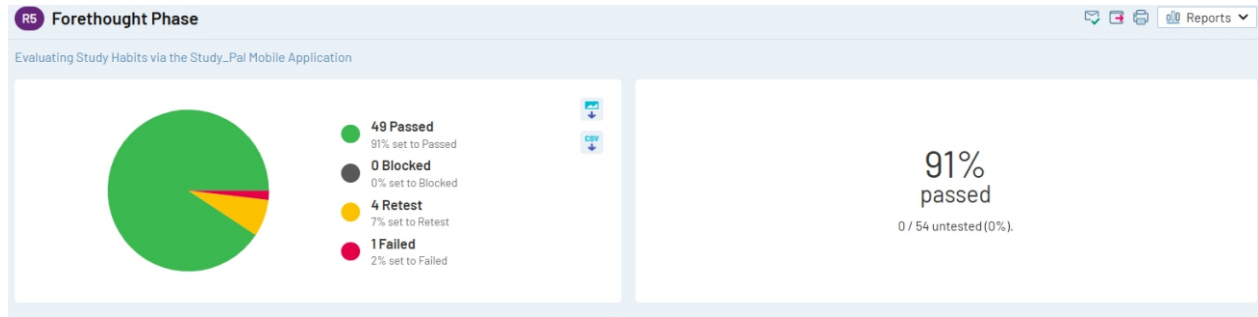 R5 Forethought Phase
Reports
Evaluating Study Habits via the Study_Pal Mobile Application
49 Passed
91% set to Passed
0 Blocked
0% set to Blocked
4 Retest
7% set to Retest
1 Failed
2% set to Failed
CSV
91%
passed
0 / 54 untested (0%).